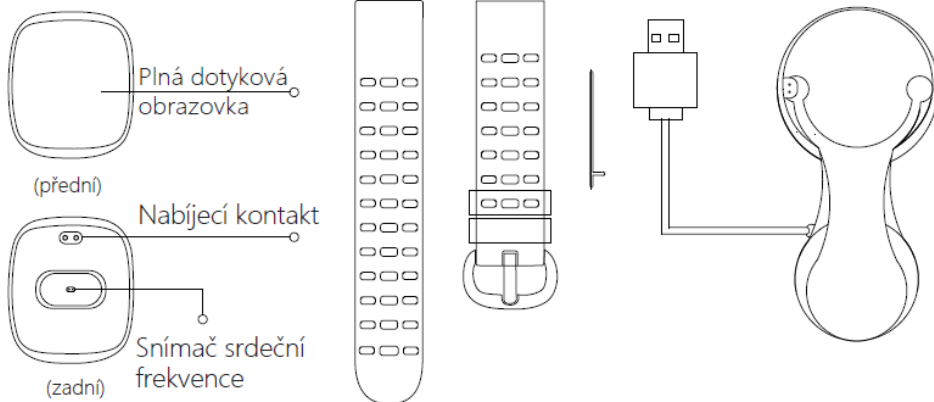 Plná dotyková
obrazovka
(přední)
Nabíjecí kontakt
Snímač srdeční
frekvence
(zadní)